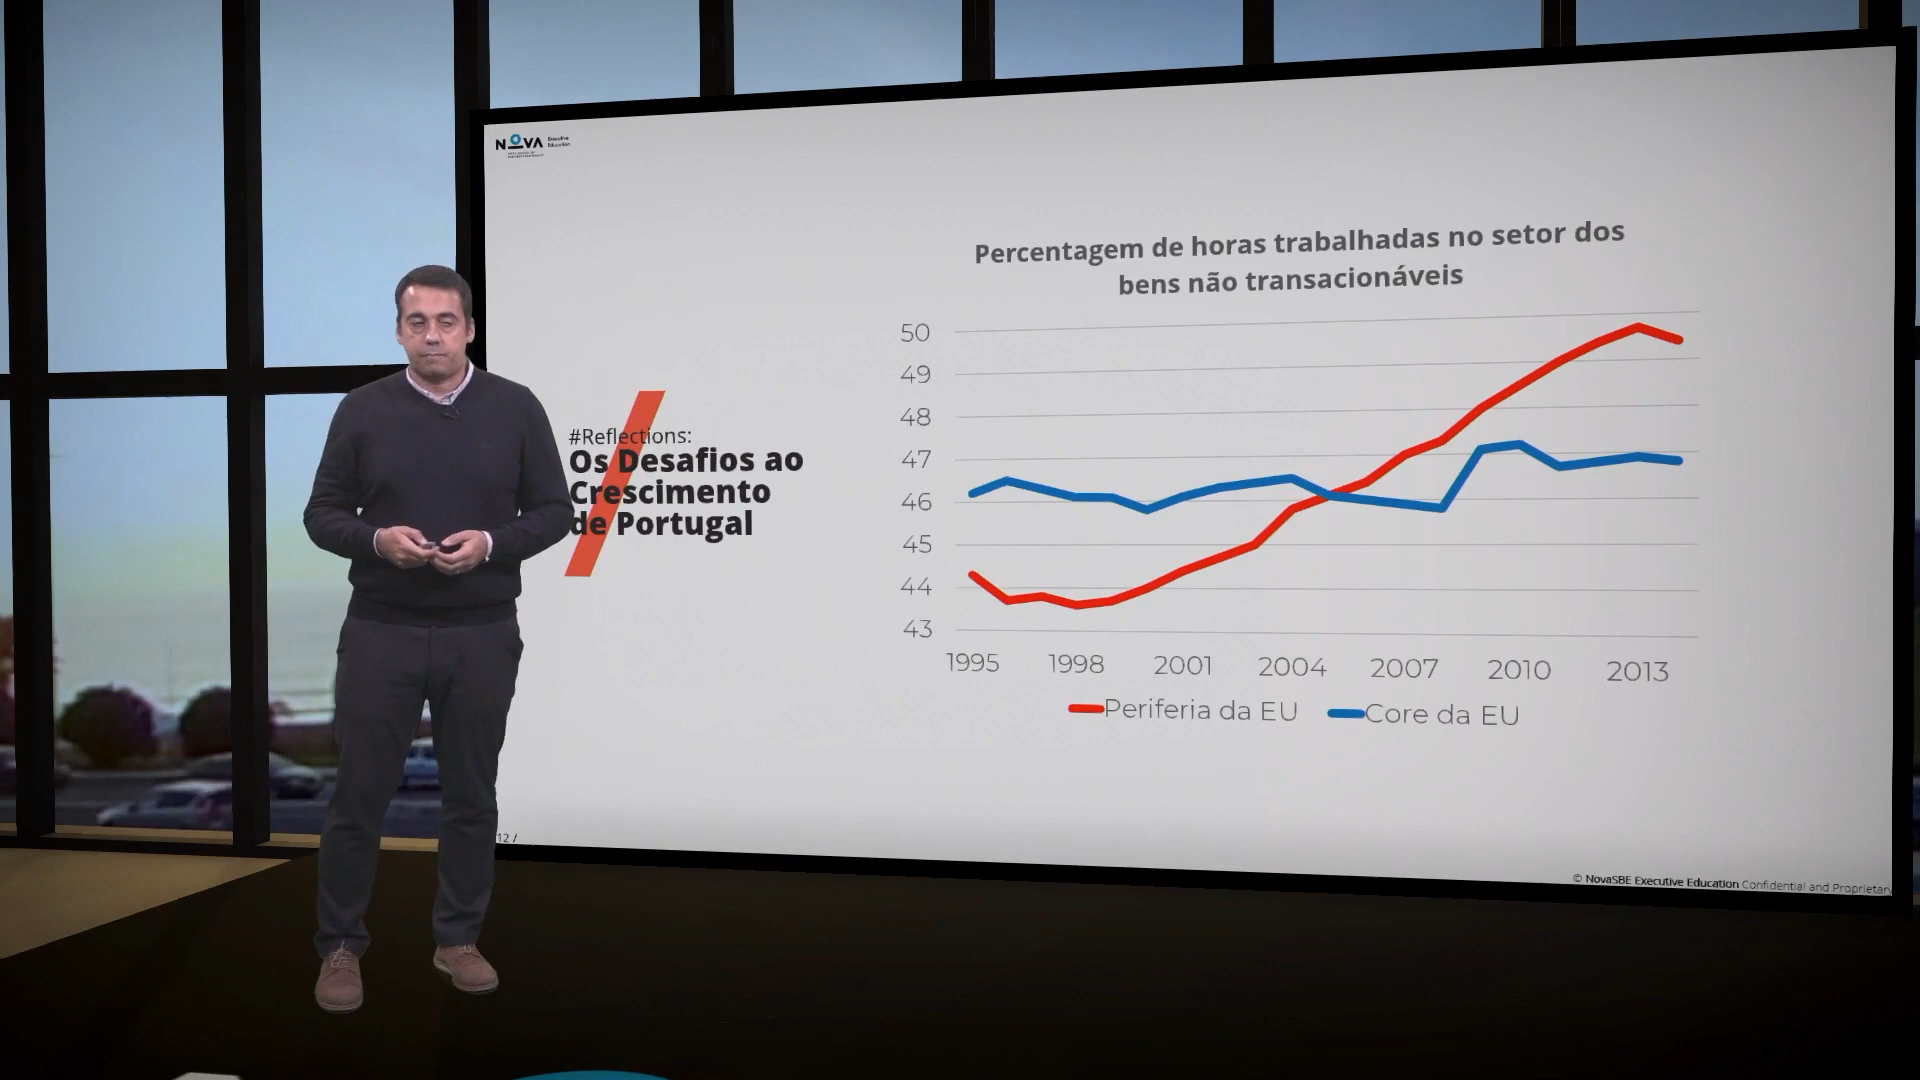 NOVA
Executive
Education
Percentagem de horas trabalhadas no setor dos
bens não transacionáveis
50
49
48
47
46
45
44
43
1995 1998 2001 2004 2007 2010 2013
Periferia da EU Core da EU
#Reflections:
Os Desafios ao
Crescimento
de Portugal
12 /
© NovaSBE Executive Education Confidential and Proprietary